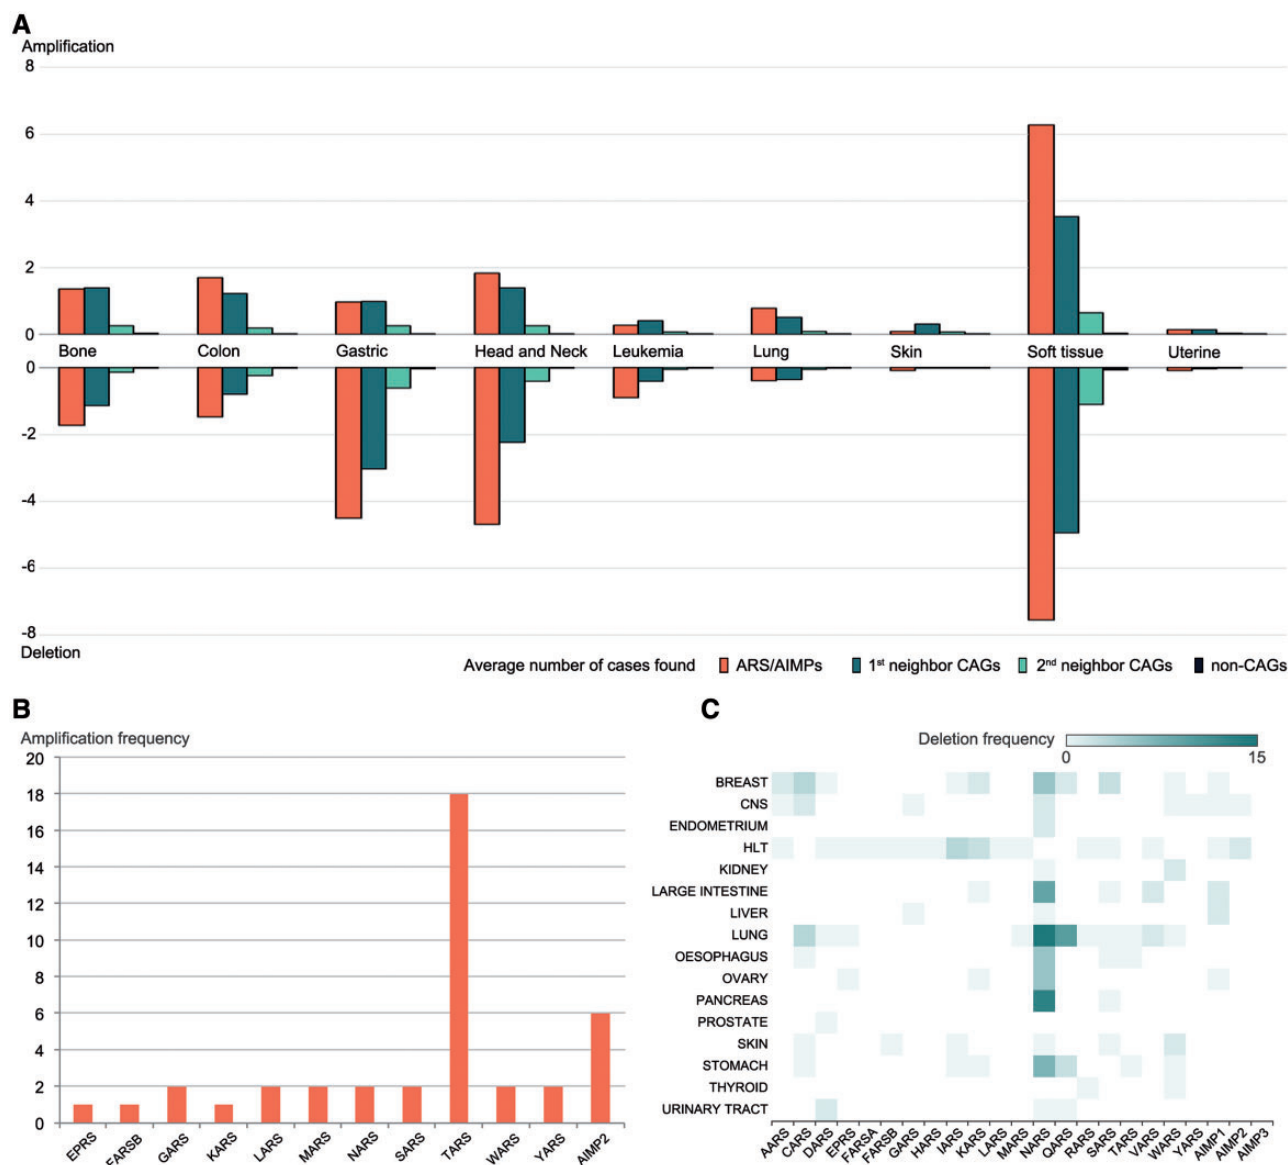 A
Amplification
8
6
4
2
0
Bone Colon Gastric Head and Neck Leukemia Lung Skin Soft tissue Uterine
0
-2
-4
-6
-8
Deletion
Average number of cases found ARS/AIMPs 1st neighbor CAGs 2nd neighbor CAGs non-CAGs
B
Amplification frequency
20
18
16
14
12
10
8
6
4
2
0
EPRS FARSB GARS KARS LARS MARS NARS SARS TARS WARS YARS AIMP2
C
Deletion frequency
0 15
BREAST
CNS
ENDOMETRIUM
HLT
KIDNEY
LARGE INTESTINE
LIVER
LUNG
OESOPHAGUS
OVARY
PANCREAS
PROSTATE
SKIN
STOMACH
THYROID
URINARY TRACT
AARS CARS DARS EPRS FARSA FARSB GARS HARS IARS KARS LARS MARS NARS QARS RARS SARS TARS VARS WARS YARS AIMP1 AIMP2 AIMP3